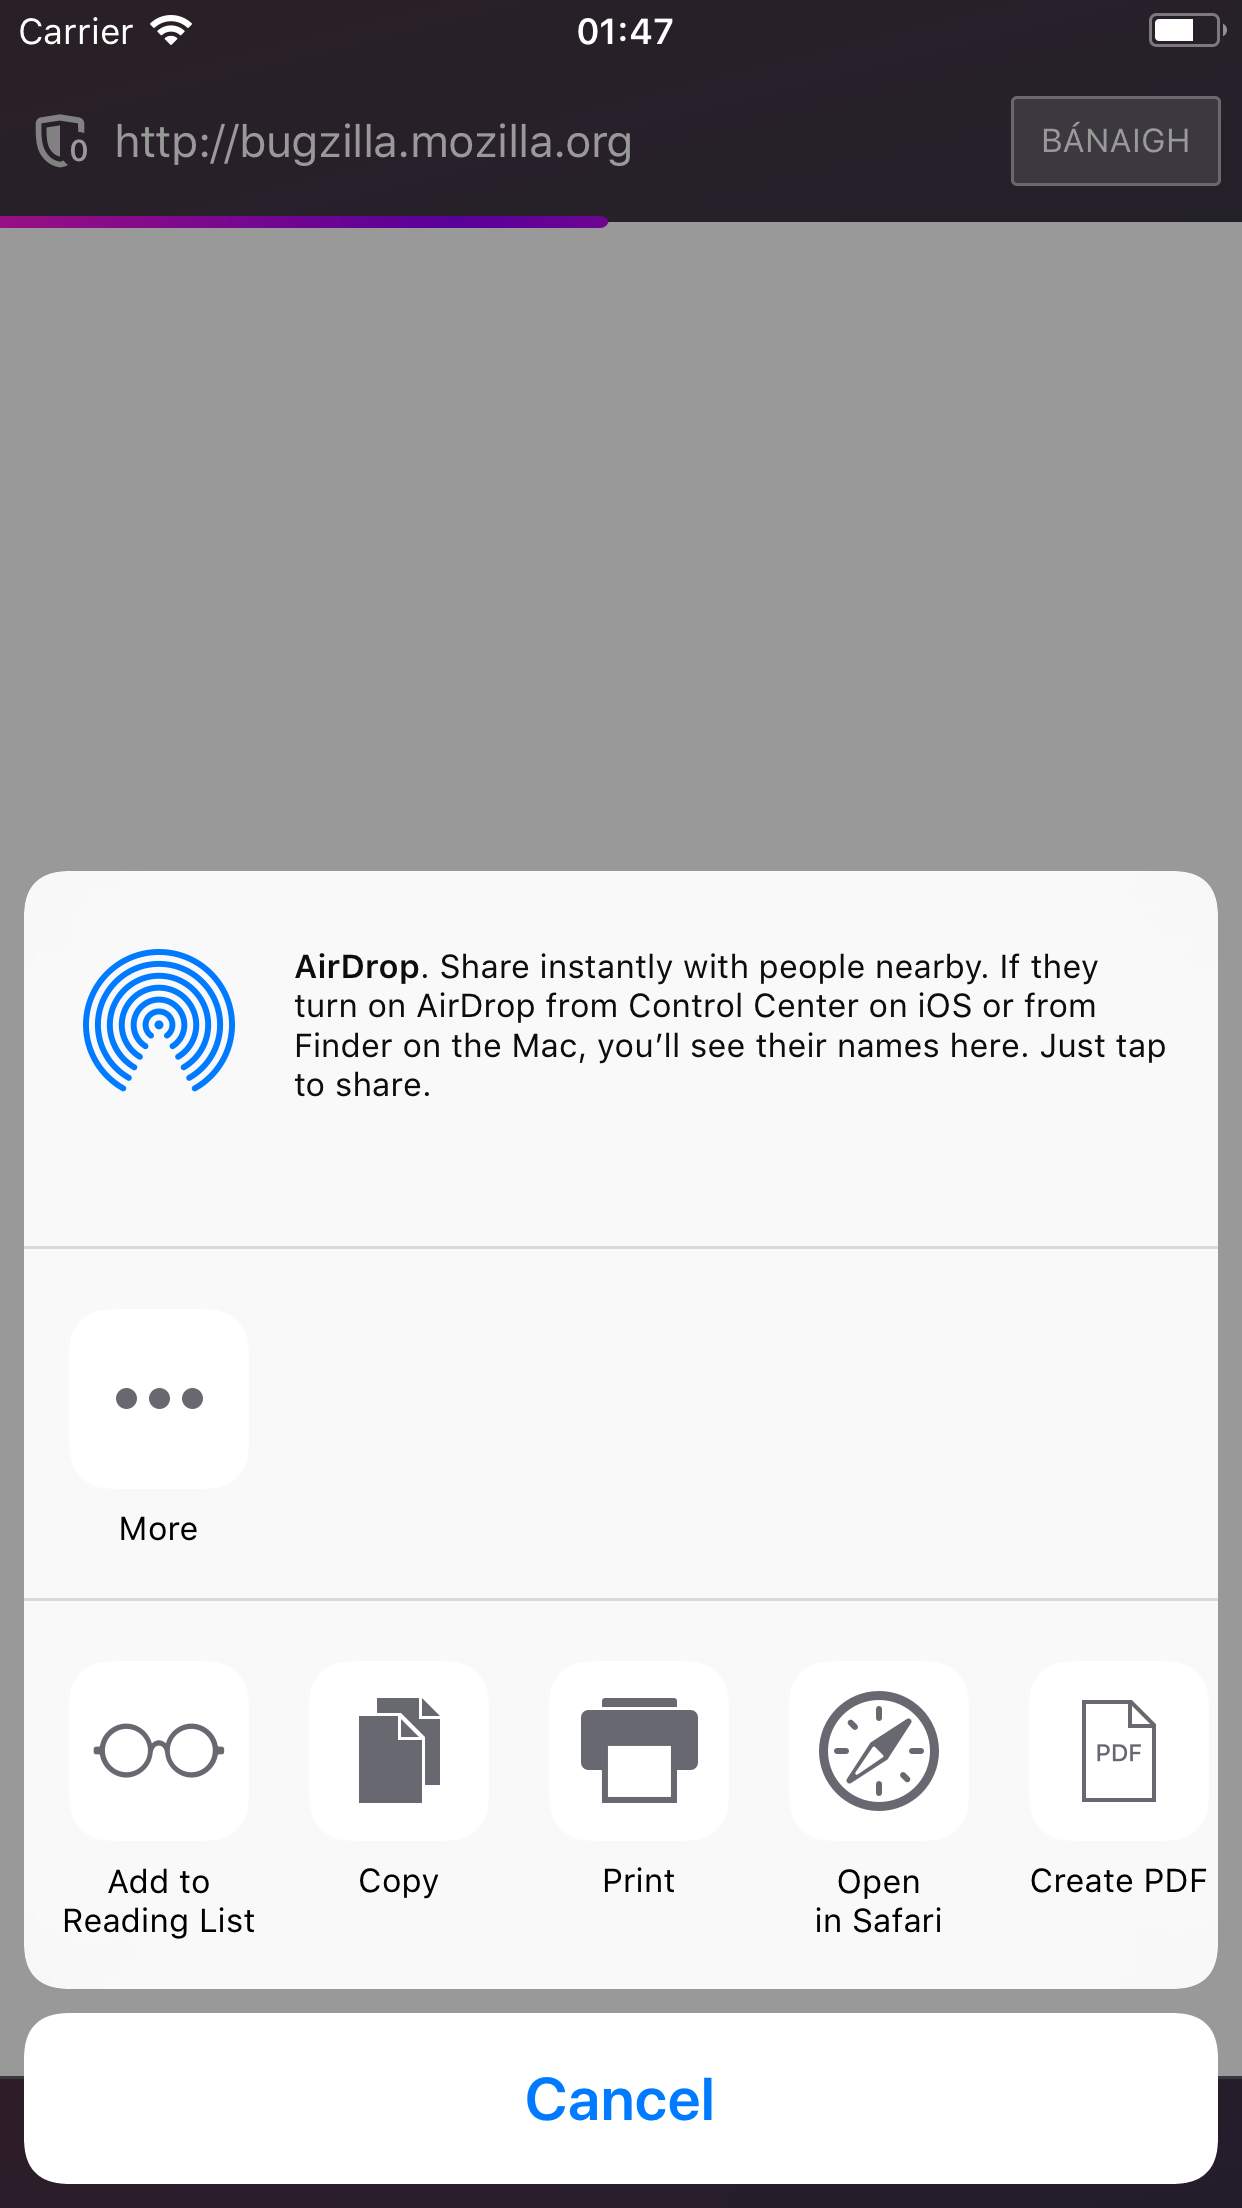 Carrier
01:47
0
http://bugzilla.mozilla.org
BÁNAIGH
AirDrop. Share instantly with people nearby. If they
turn on AirDrop from Control Center on iOS or from
Finder on the Mac, you’ll see their names here. Just tap
to share.
More
Add to
Reading List
Copy
Print
Open
in Safari
PDF
Create PDF
Cancel